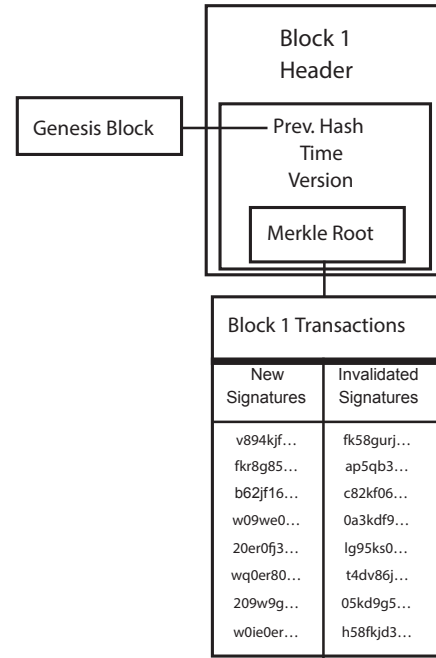 Block 1
Header
Genesis Block
Prev. Hash
Time
Version
Merkle Root
Block 1 Transactions
New Signatures
Invalidated Signatures
v894kjf... fk58gurj...
fkr8g85... ap5qb3...
b62jf16... c82kf06...
w09we0... 0a3kdf9...
20er0fj3... lg95ks0...
wq0er80... t4dv86j...
209w9g... 05kd9g5...
w0ie0er... h58fkjd3...